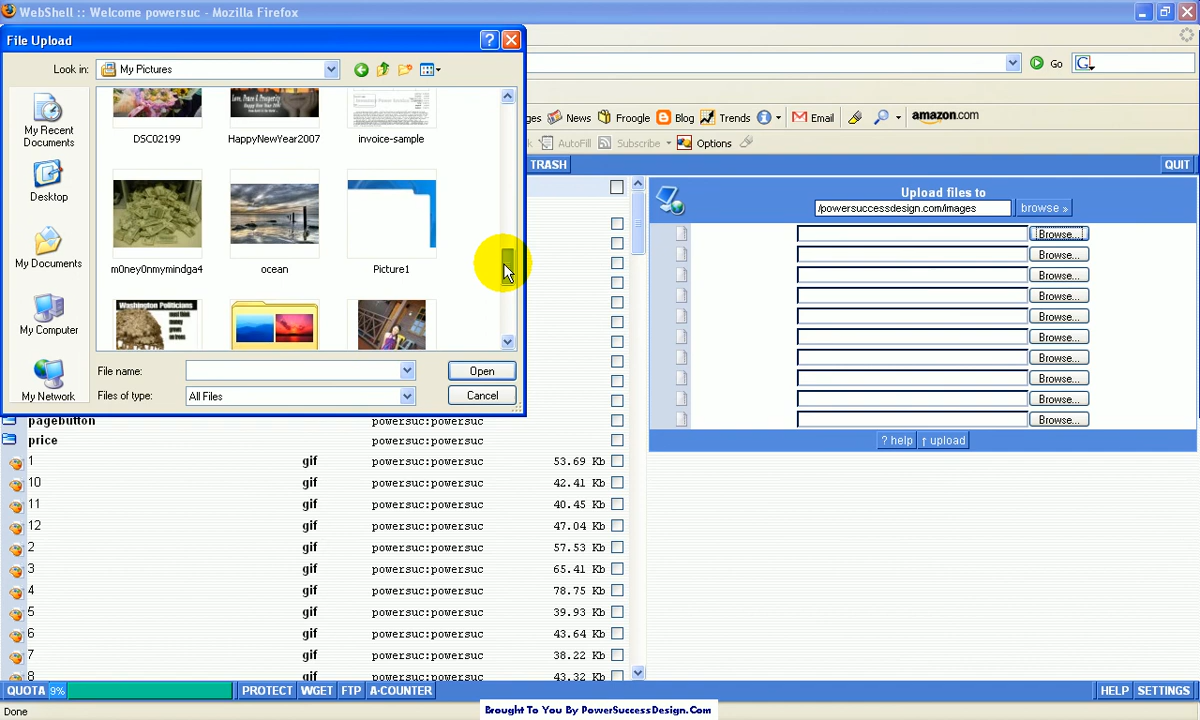 WebShell :: Welcome powersuc - Mozilla Firefox
File Upload
Look in: My Pictures
Go
News Froogle Blog Trends Email amazon.com
AutoFill Subscribe Options
TRASH QUIT
My Recent Documents
Desktop
My Documents
My Computer
My Network
DSC02199 HappyNewYear2007 invoice-sample
m0ney0nmymindga4 ocean Picture1
Washington Politicians
File name: Open
Files of type: All Files Cancel
Upload files to
/powersuccessdesign.com/images browse »
Browse...
Browse...
Browse...
Browse...
Browse...
Browse...
Browse...
Browse...
Browse...
Browse...
? help ↑ upload
pagebutton powersuc:powersuc
price powersuc:powersuc
1 gif powersuc:powersuc 53.69 Kb
10 gif powersuc:powersuc 42.41 Kb
11 gif powersuc:powersuc 40.45 Kb
12 gif powersuc:powersuc 47.04 Kb
2 gif powersuc:powersuc 57.53 Kb
3 gif powersuc:powersuc 65.41 Kb
4 gif powersuc:powersuc 78.75 Kb
5 gif powersuc:powersuc 39.93 Kb
6 gif powersuc:powersuc 43.64 Kb
7 gif powersuc:powersuc 38.22 Kb
8 gif powersuc:powersuc 43.32 Kb
QUOTA 9% PROTECT WGET FTP A-COUNTER HELP SETTINGS
Done
Brought To You By PowerSuccessDesign.Com